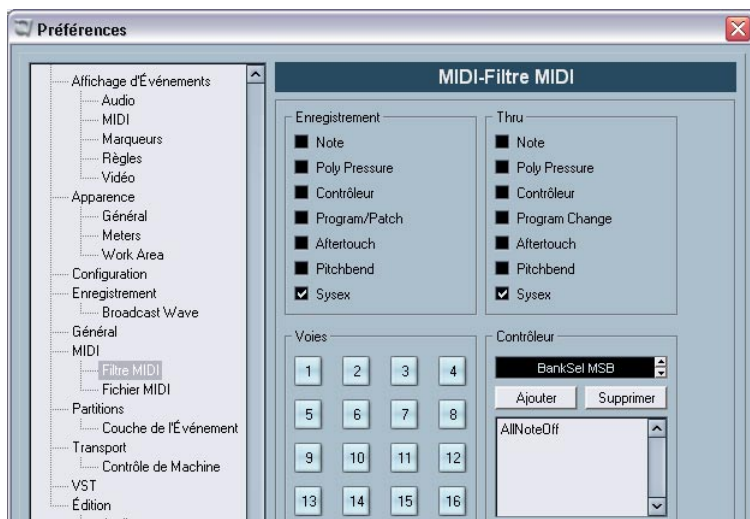 Préférences
Affichage d'Événements
Audio
MIDI
Marqueurs
Règles
Vidéo
Apparence
Général
Meters
Work Area
Configuration
Enregistrement
Broadcast Wave
Général
MIDI
Filtre MIDI
Fichier MIDI
Partitions
Couche de l'Événement
Transport
Contrôle de Machine
VST
Édition
MIDI-Filtre MIDI
Enregistrement
Note
Poly Pressure
Contrôleur
Program/Patch
Aftertouch
Pitchbend
Sysex
Thru
Note
Poly Pressure
Contrôleur
Program Change
Aftertouch
Pitchbend
Sysex
Voies
1 2 3 4
5 6 7 8
9 10 11 12
13 14 15 16
Contrôleur
BankSel MSB
Ajouter Supprimer
AllNoteOff